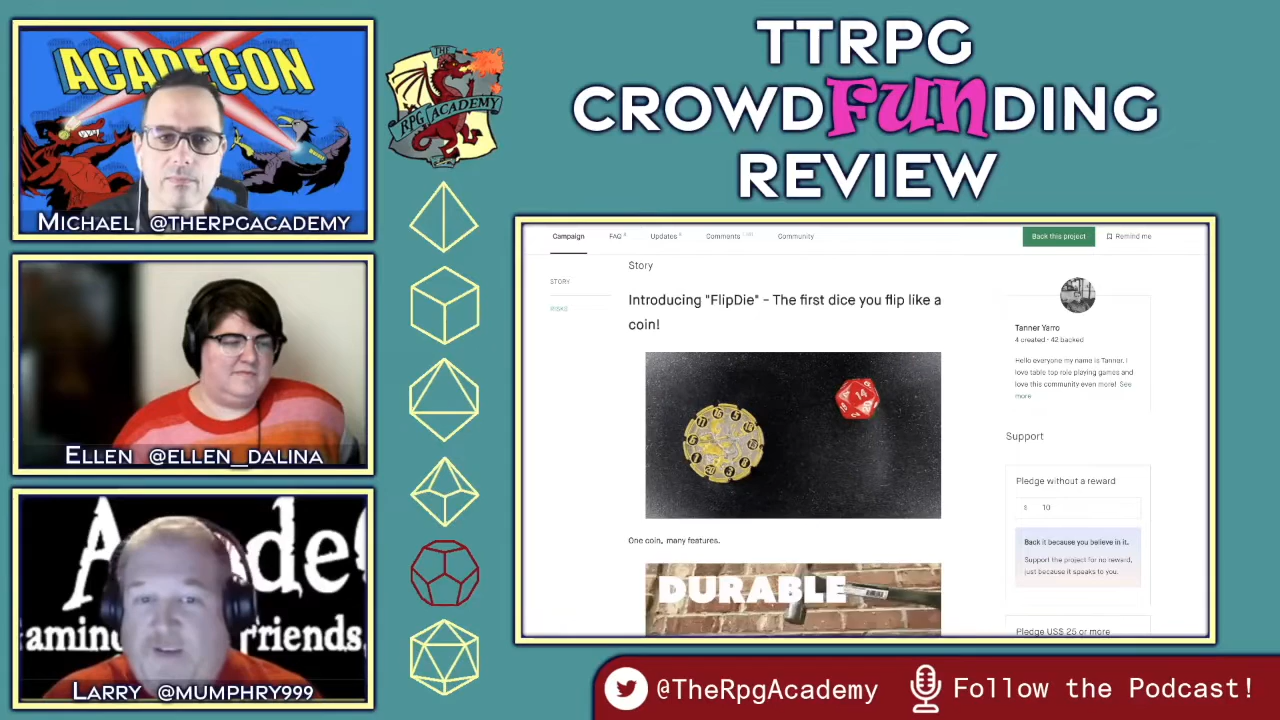 ACADECON
MICHAEL @THERPGACADEMY
ELLEN @ELLEN_DALINA
aming
friends.
LARRY @MUMPHRY999
THE
RPG ACADEMY
TTRPG
CROWDFUNDING
REVIEW
Campaign FAQ Updates Comments Community
Back this project Remind me
STORY
RISKS
Story
Introducing "FlipDie" - The first dice you flip like a
coin!
14
One coin, many features.
DURABLE
Tanner Yarro
4 created · 42 backed
Hello everyone my name is Tanner, I
love table top role playing games and
love this community even more! See
more
Support
Pledge without a reward
$ 10
Back it because you believe in it.
Support the project for no reward,
just because it speaks to you.
Pledge US$ 25 or more
@TheRpgAcademy
Follow the Podcast!